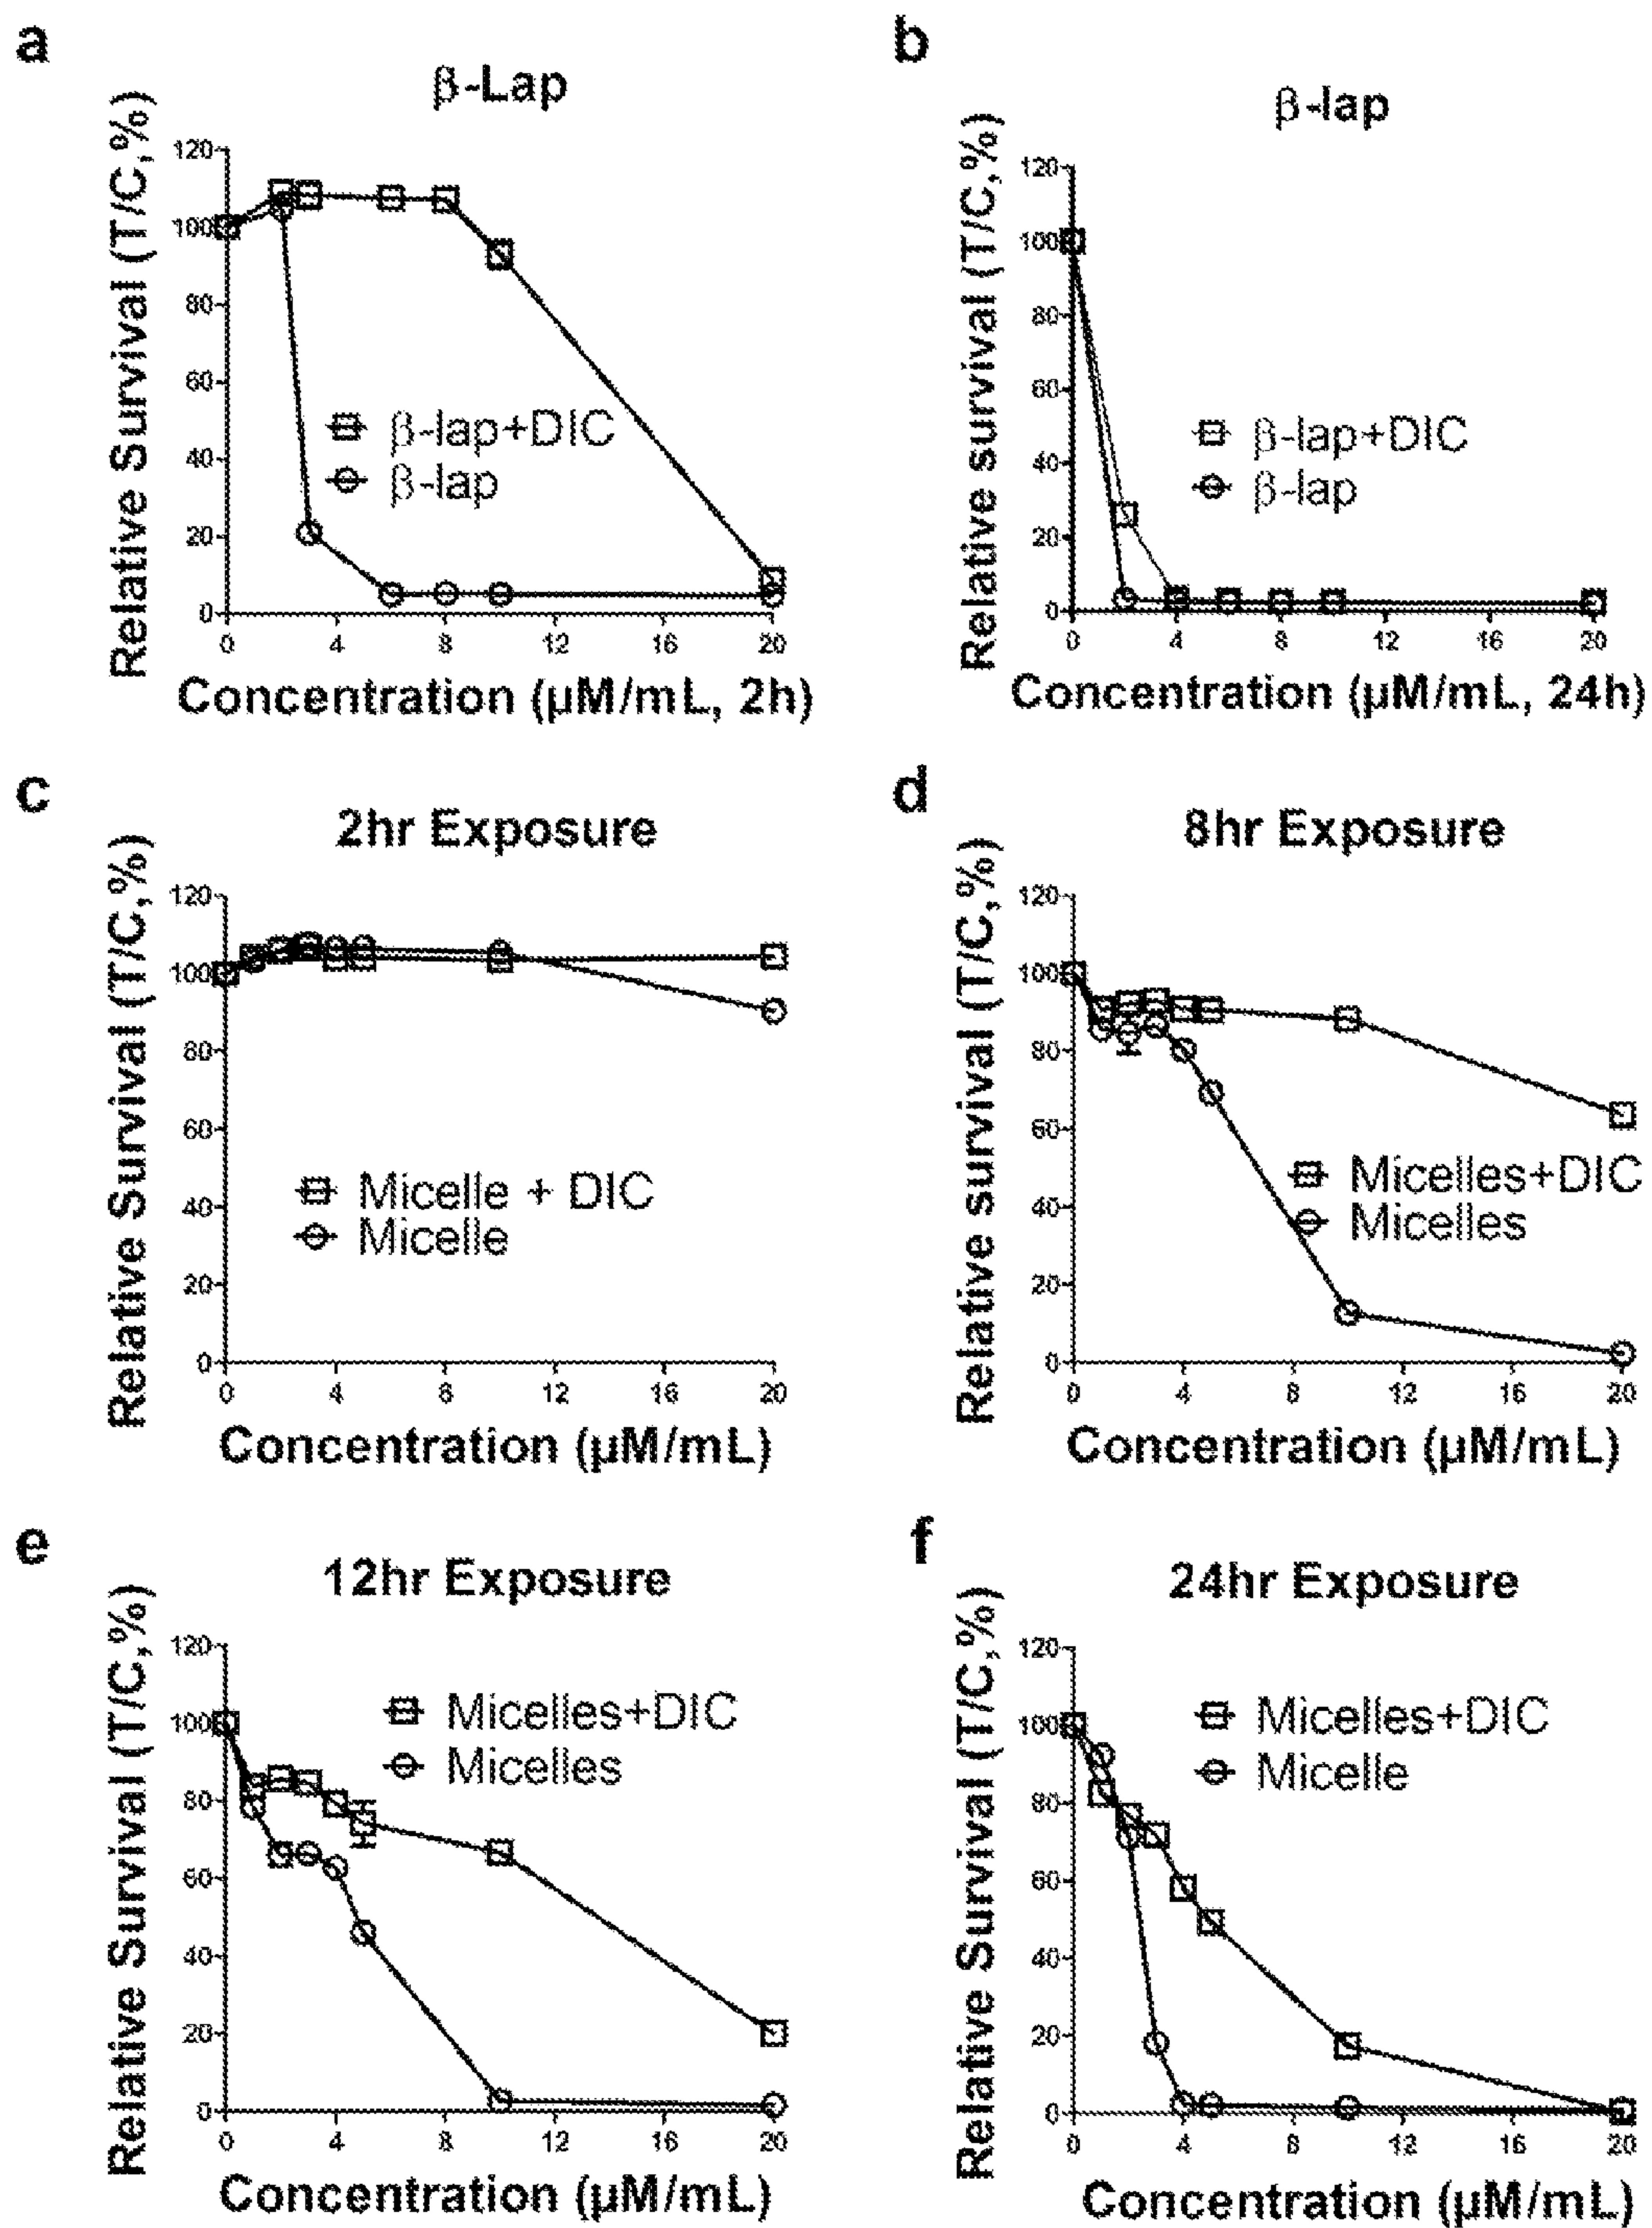 a
β-Lap
Relative Survival (T/C,%)
120
100
80
60
40
20
0
β-lap+DIC
β-lap
0 4 8 12 16 20
Concentration (µM/mL, 2h)
b
β-lap
Relative survival (T/C,%)
120
100
80
60
40
20
0
β-lap+DIC
β-lap
0 4 8 12 16 20
Concentration (µM/mL, 24h)
c
2hr Exposure
Relative Survival (T/C,%)
120
100
80
60
40
20
0
Micelle + DIC
Micelle
0 4 8 12 16 20
Concentration (µM/mL)
d
8hr Exposure
Relative survival (T/C,%)
120
100
80
60
40
20
0
Micelles+DIC
Micelles
0 4 8 12 16 20
Concentration (µM/mL)
e
12hr Exposure
Relative Survival (T/C,%)
120
100
80
60
40
20
0
Micelles+DIC
Micelles
0 4 8 12 16 20
Concentration (µM/mL)
f
24hr Exposure
Relative Survival (T/C,%)
120
100
80
60
40
20
0
Micelles+DIC
Micelle
0 4 8 12 16 20
Concentration (µM/mL)